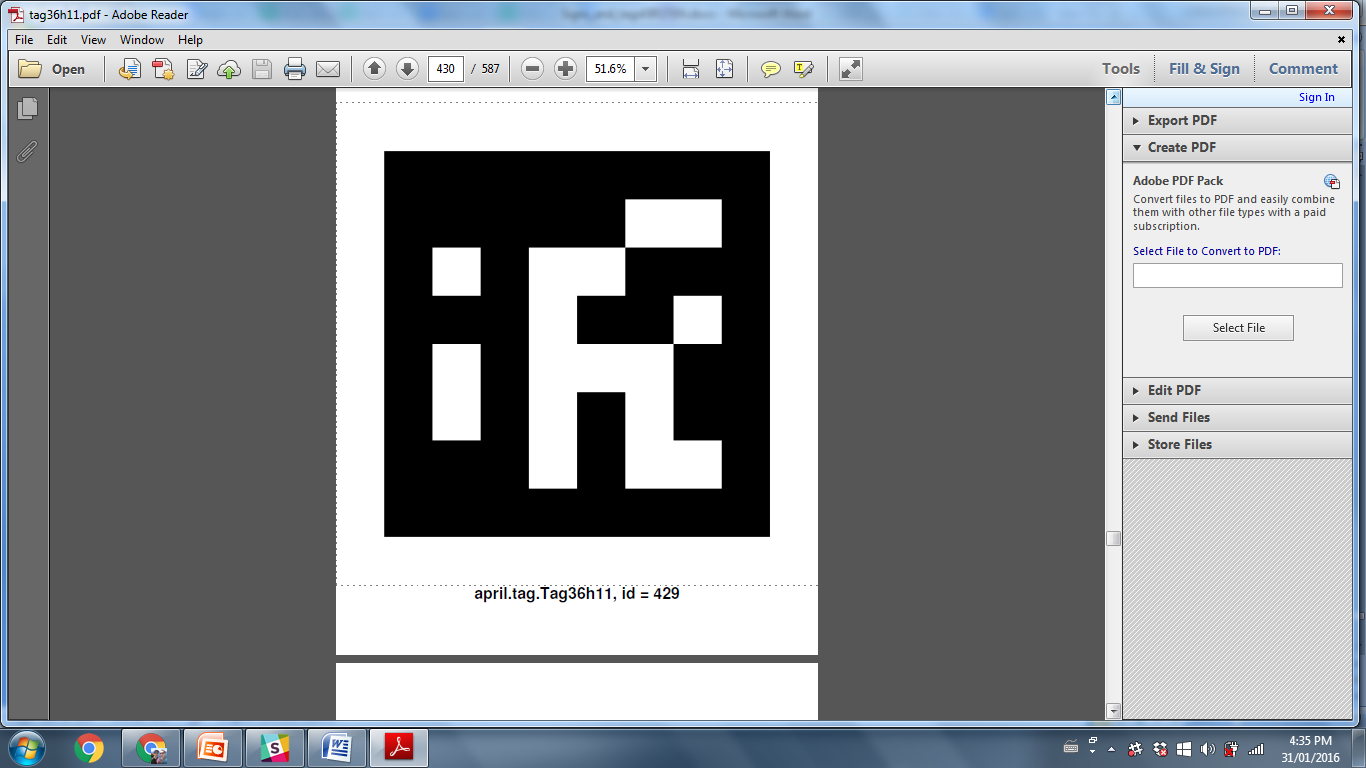 tag36h11.pdf - Adobe Reader
File Edit View Window Help
Open
430 / 587
51.6%
Tools Fill & Sign Comment
Sign In
Export PDF
Create PDF
Adobe PDF Pack
Convert files to PDF and easily combine
them with other file types with a paid
subscription.
Select File to Convert to PDF:
Select File
Edit PDF
Send Files
Store Files
april.tag.Tag36h11, id = 429
4:35 PM
31/01/2016